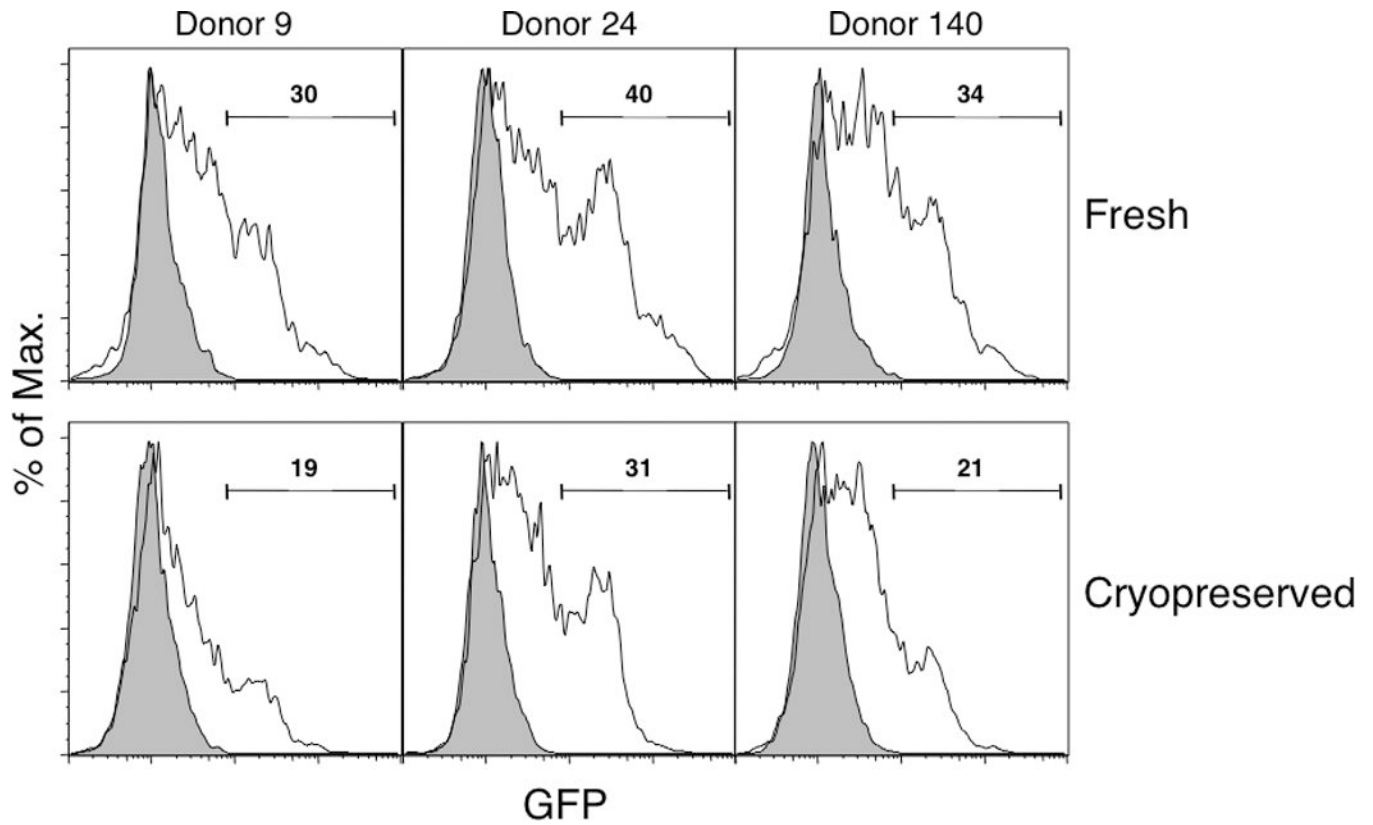 Donor 9 Donor 24 Donor 140
30 40 34
Fresh
% of Max.
19 31 21
Cryopreserved
GFP